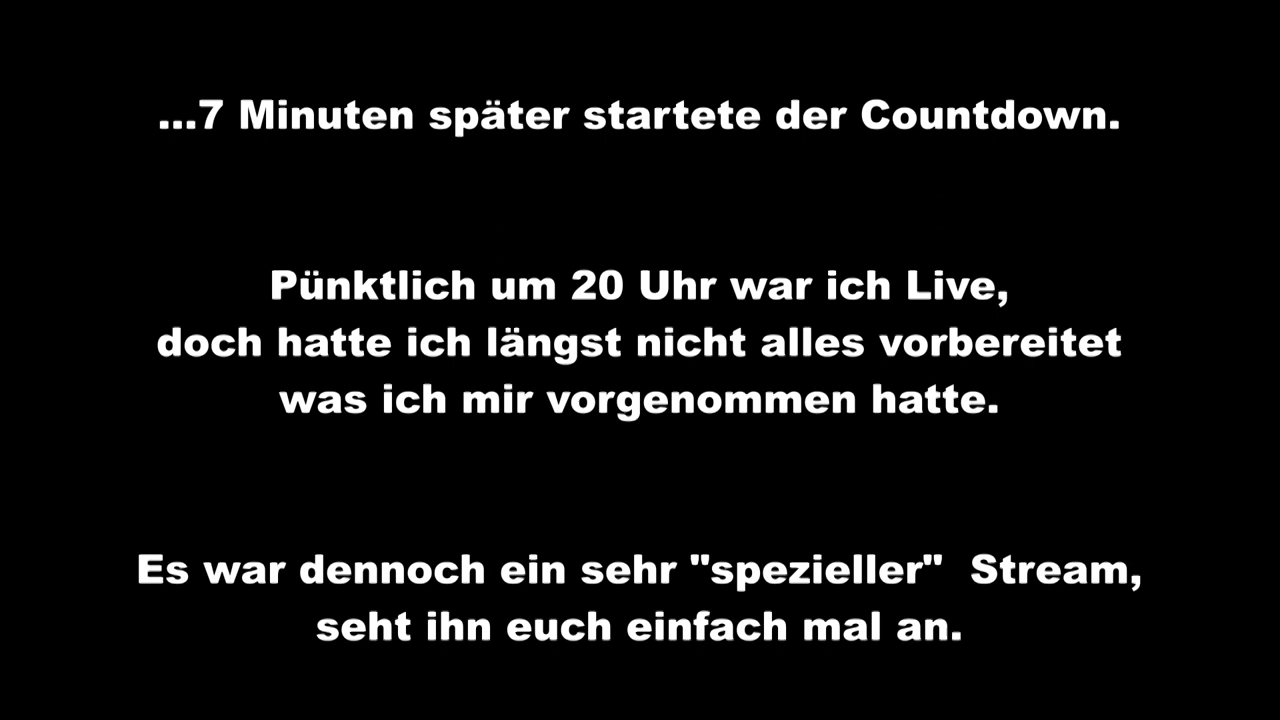 ...7 Minuten später startete der Countdown.
Pünktlich um 20 Uhr war ich Live,
doch hatte ich längst nicht alles vorbereitet
was ich mir vorgenommen hatte.
Es war dennoch ein sehr "spezieller"  Stream,
seht ihn euch einfach mal an.